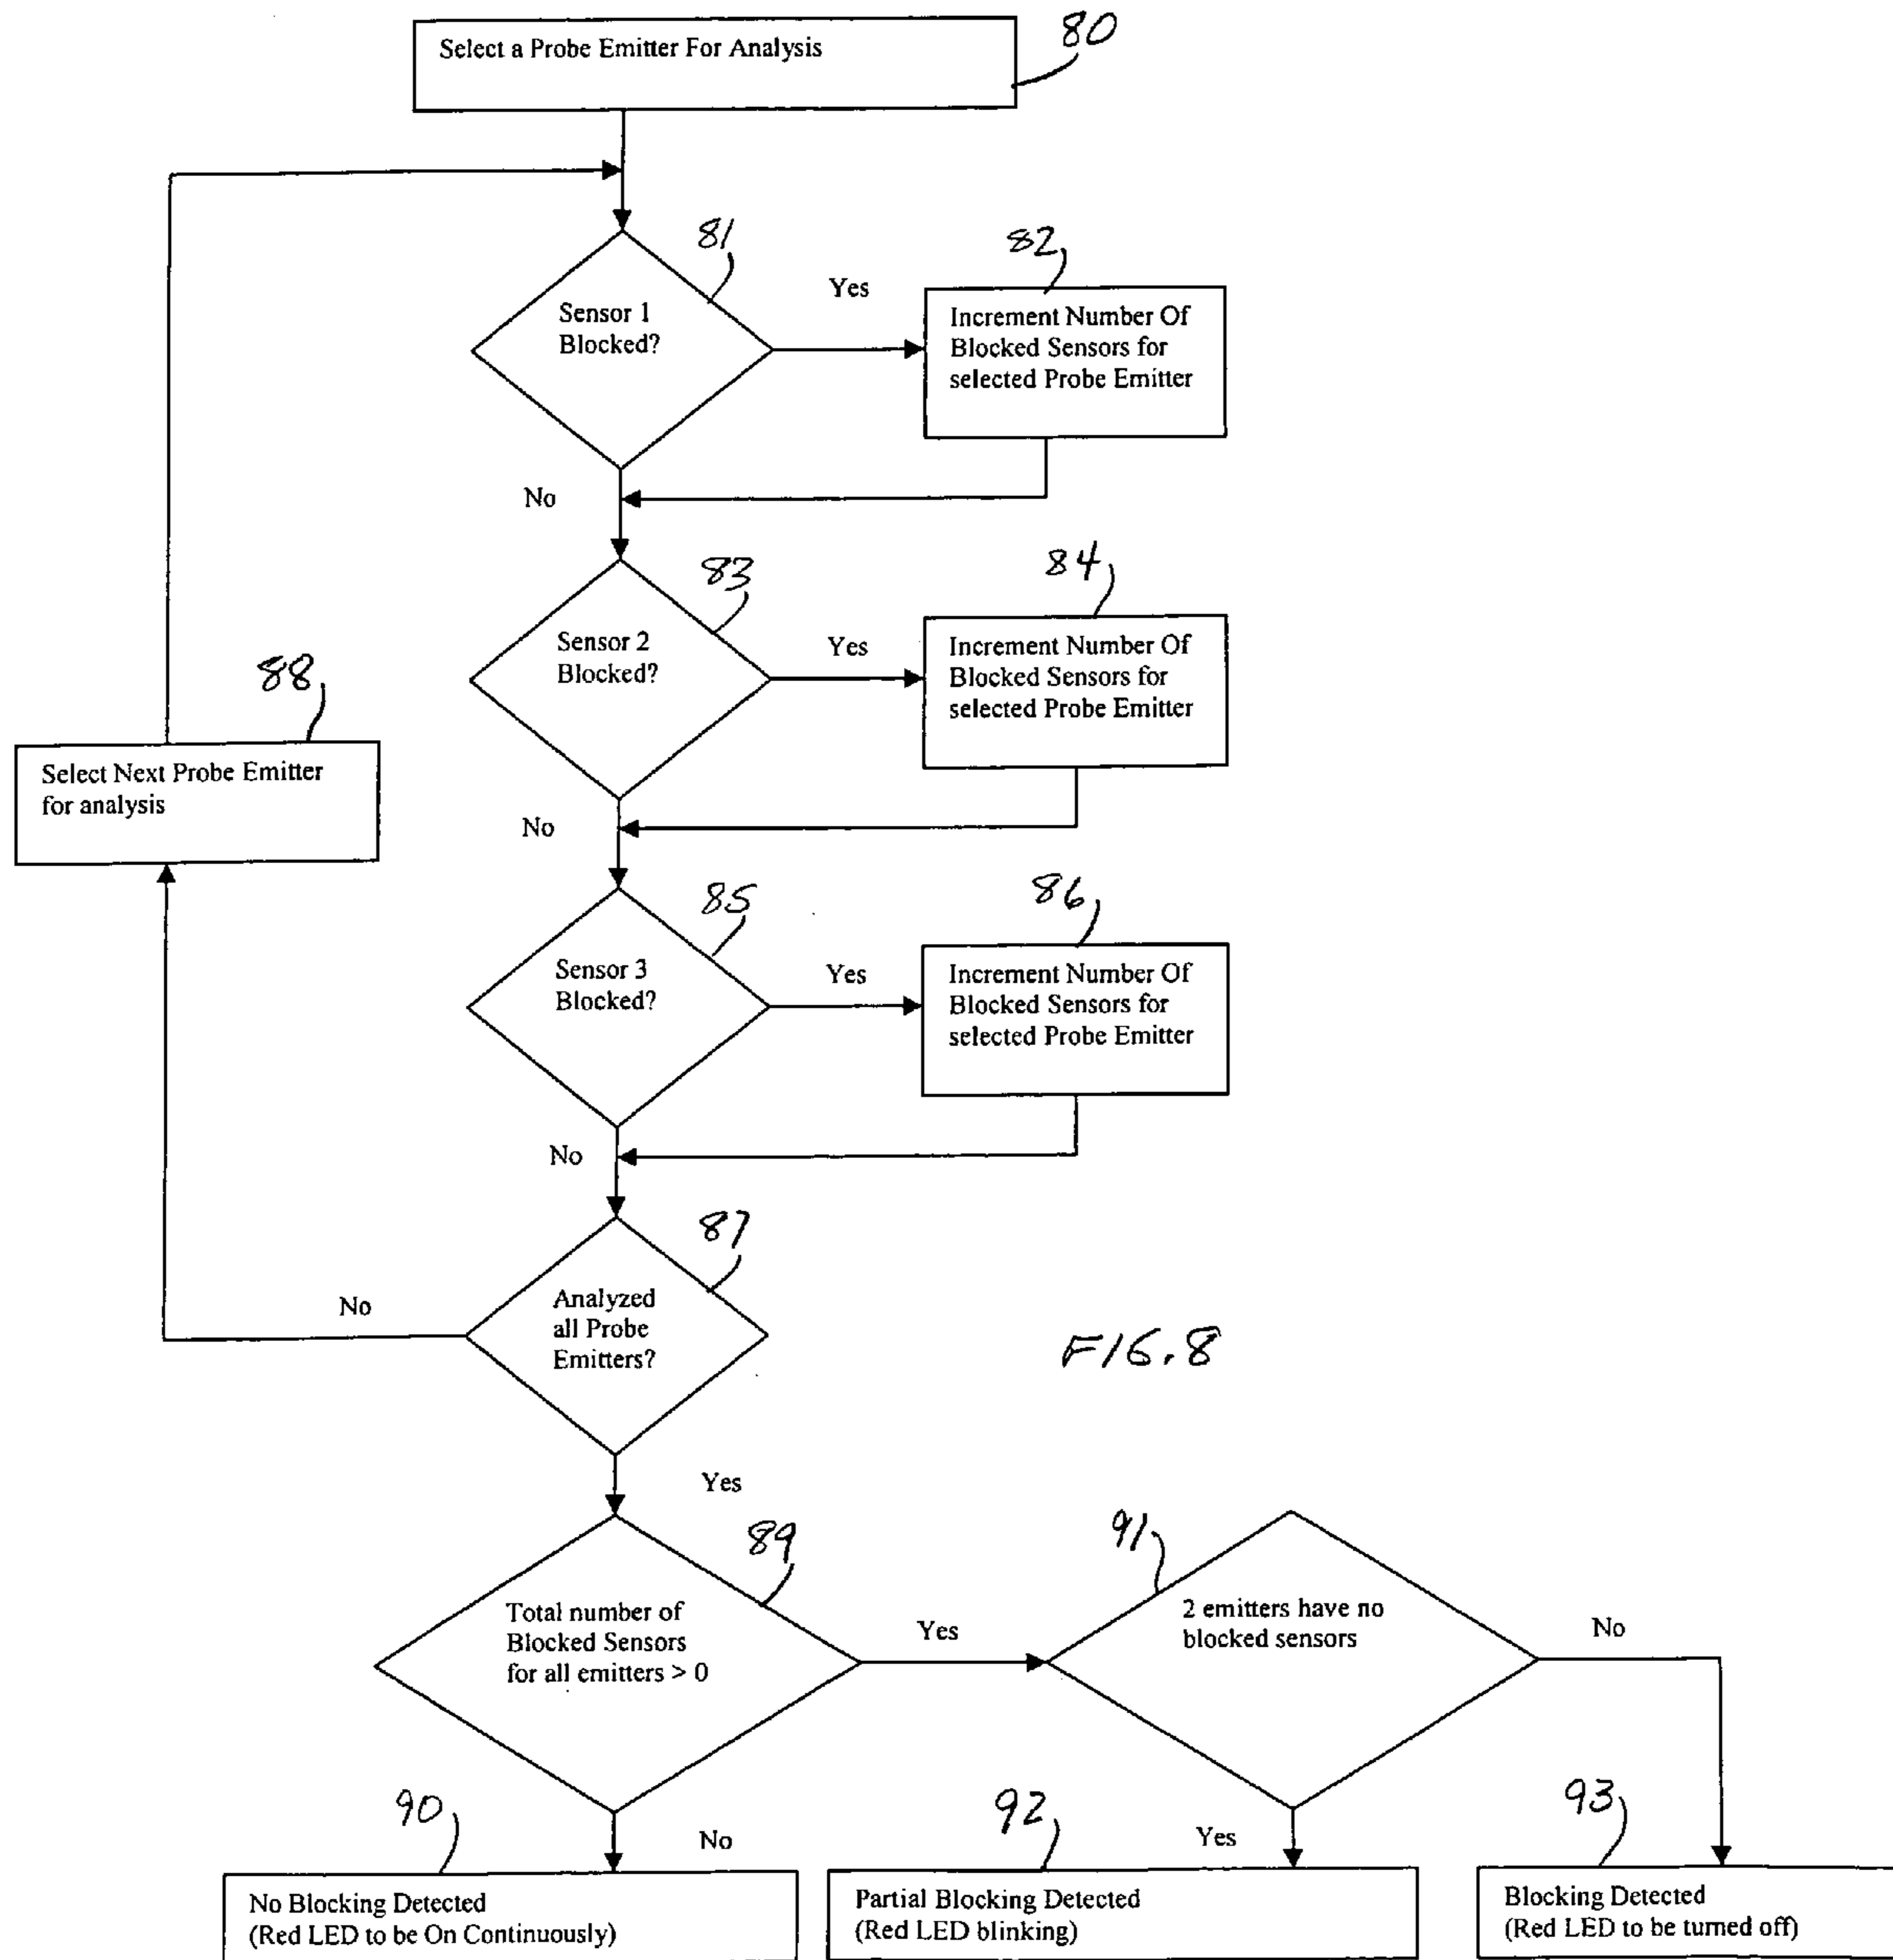 Select a Probe Emitter For Analysis
80
81
Sensor 1
Blocked?
Yes
82
Increment Number Of
Blocked Sensors for
selected Probe Emitter
No
83
Sensor 2
Blocked?
Yes
84
Increment Number Of
Blocked Sensors for
selected Probe Emitter
88
Select Next Probe Emitter
for analysis
No
85
Sensor 3
Blocked?
Yes
86
Increment Number Of
Blocked Sensors for
selected Probe Emitter
No
87
Analyzed
all Probe
Emitters?
No
FIG. 8
Yes
89
Total number of
Blocked Sensors
for all emitters > 0
Yes
91
2 emitters have no
blocked sensors
No
90
No
92
Yes
93
No Blocking Detected
(Red LED to be On Continuously)
Partial Blocking Detected
(Red LED blinking)
Blocking Detected
(Red LED to be turned off)